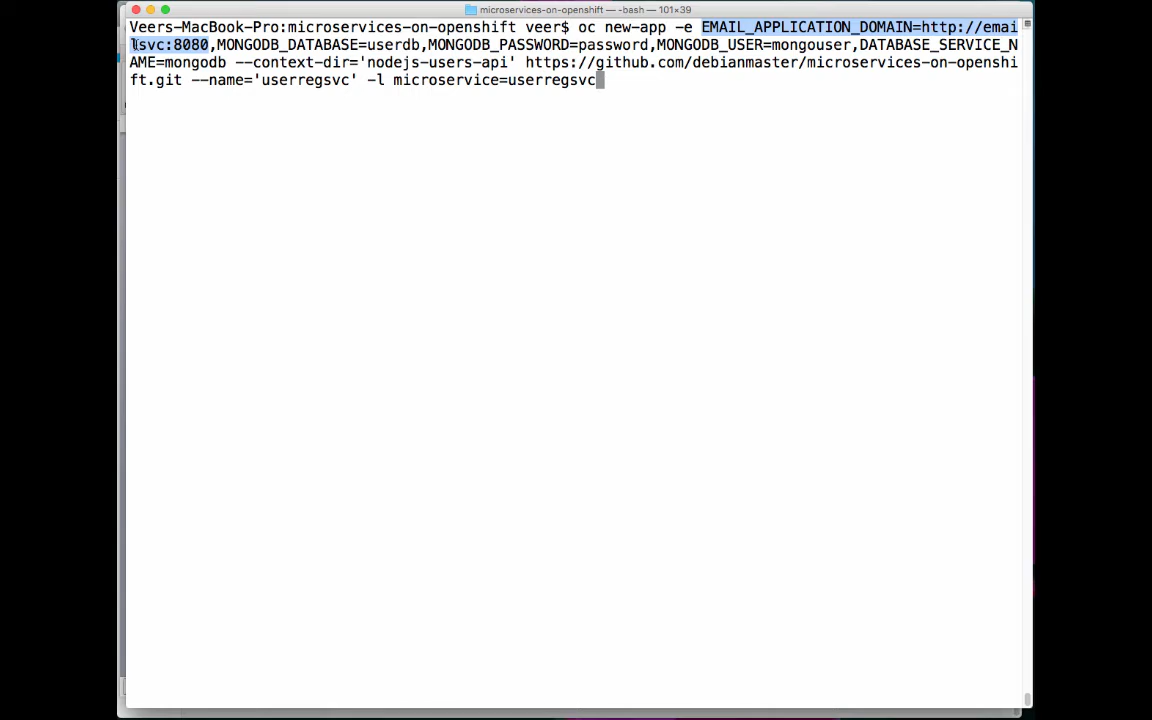 microservices-on-openshift — -bash — 101×39
Veers-MacBook-Pro:microservices-on-openshift veer$ oc new-app -e EMAIL_APPLICATION_DOMAIN=http://emai
lsvc:8080,MONGODB_DATABASE=userdb,MONGODB_PASSWORD=password,MONGODB_USER=mongouser,DATABASE_SERVICE_N
AME=mongodb --context-dir='nodejs-users-api' https://github.com/debianmaster/microservices-on-openshi
ft.git --name='userregsvc' -l microservice=userregsvc